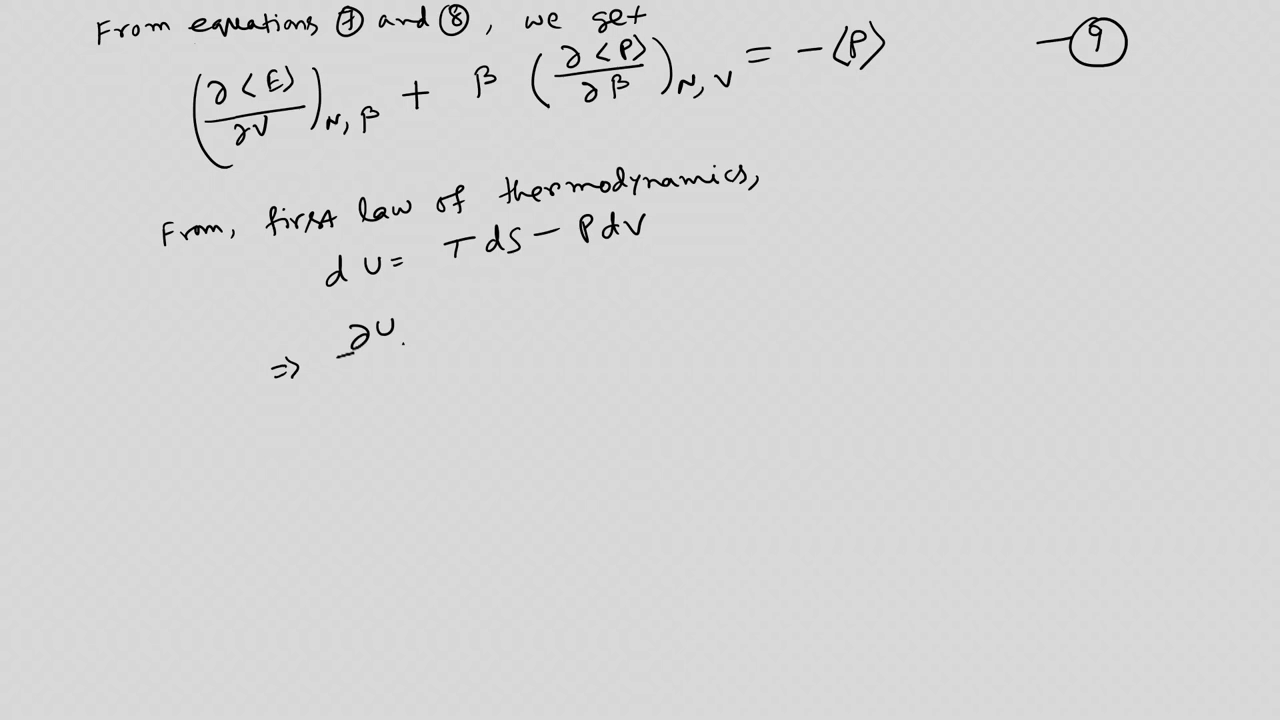 From equations ⑦ and ⑧, we get
(∂⟨E⟩/∂V)_{N,β} + β (∂⟨P⟩/∂β)_{N,V} = -⟨P⟩ —⑨
From, first law of thermodynamics,
dU = TdS - PdV
⇒ ∂U